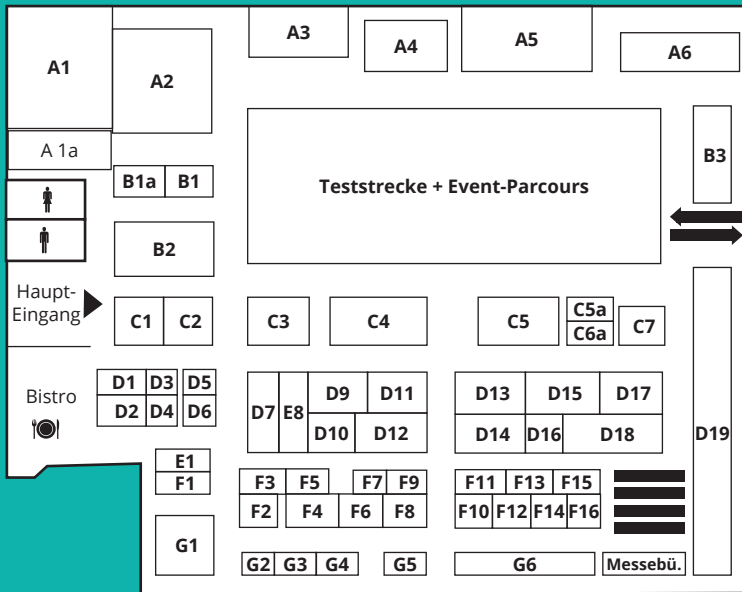 A1
A2
A3
A4
A5
A6
A 1a
B1a
B1
B2
Teststrecke + Event-Parcours
B3
Haupt-
Eingang
C1
C2
C3
C4
C5
C5a
C6a
C7
Bistro
D1
D3
D5
D2
D4
D6
D7
E8
D9
D11
D10
D12
D13
D15
D17
D14
D16
D18
D19
E1
F1
F3
F5
F7
F9
F2
F4
F6
F8
F11
F13
F15
F10
F12
F14
F16
G1
G2
G3
G4
G5
G6
Messebü.